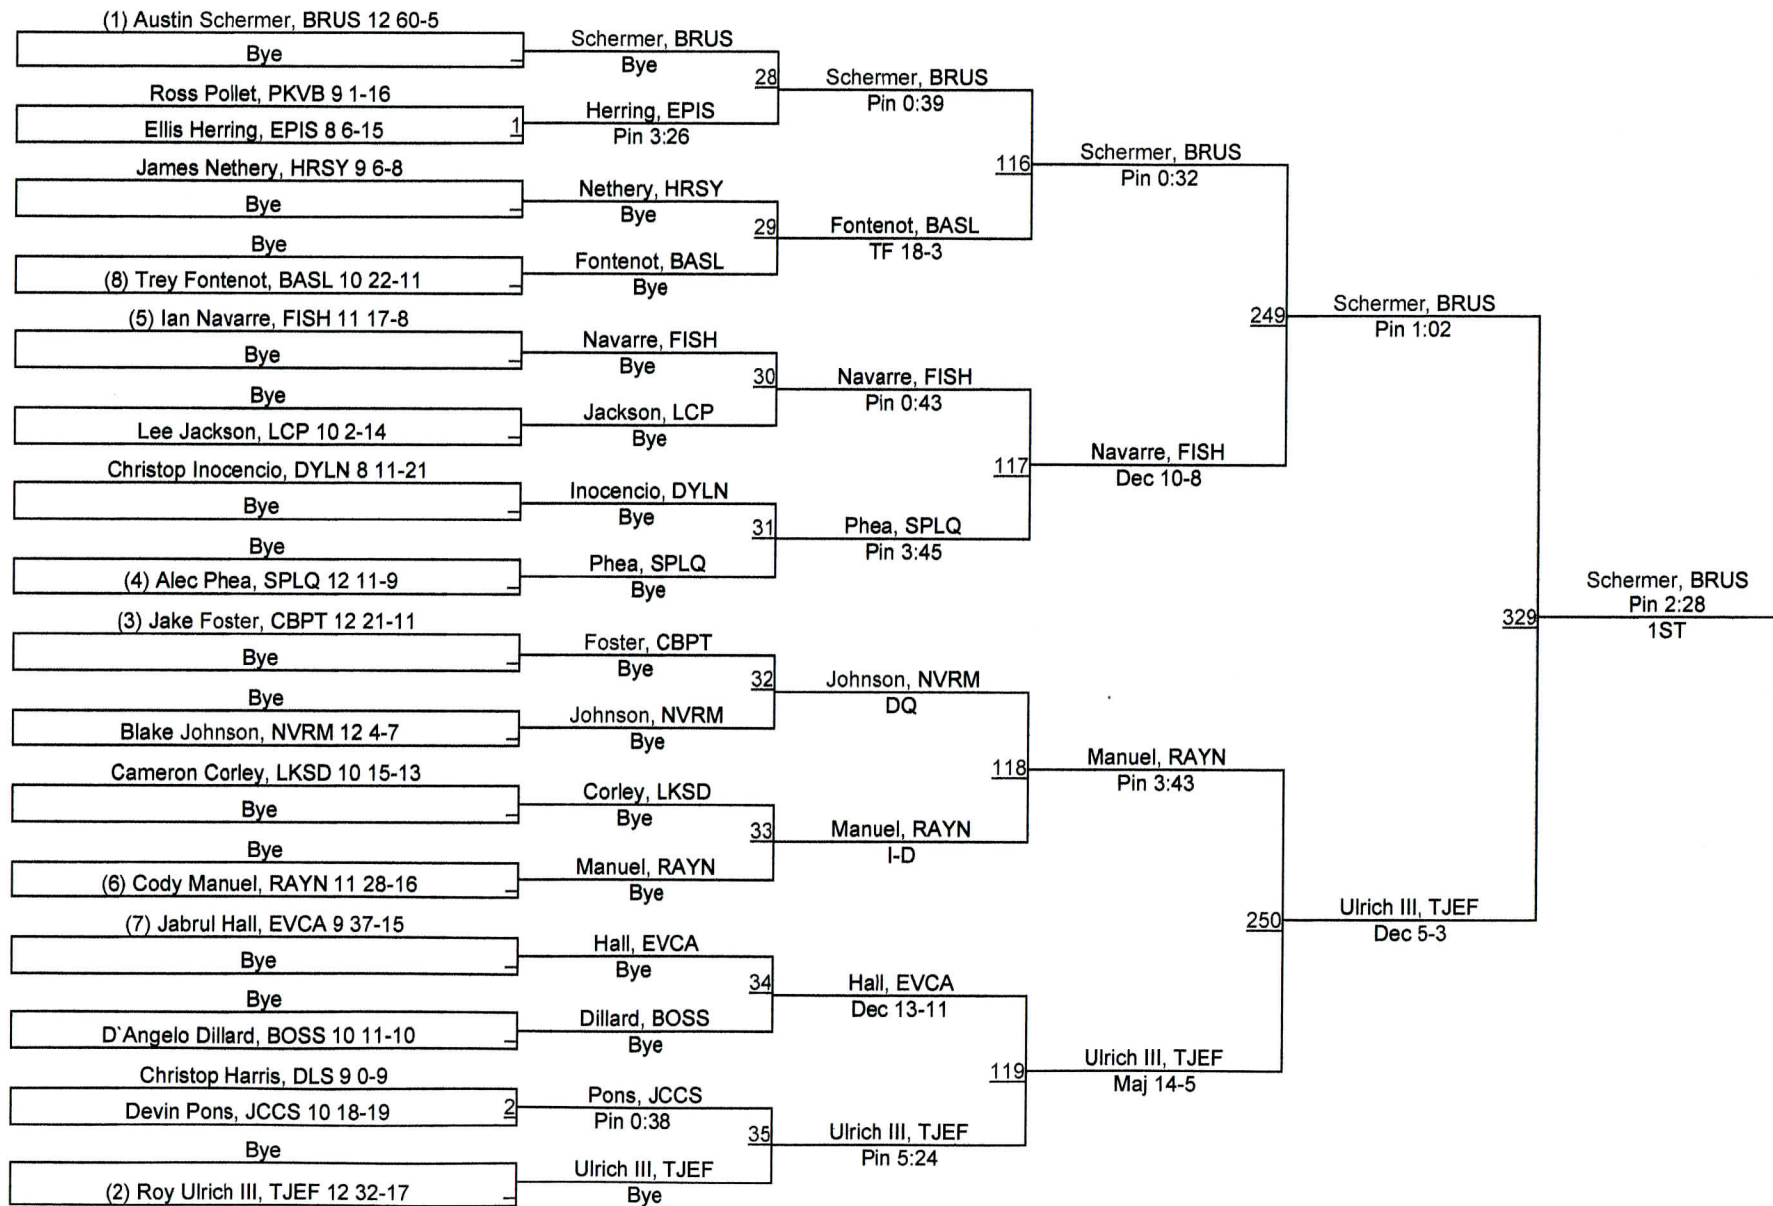 (1) Austin Schermer, BRUS 12 60-5
Bye
Ross Pollet, PKVB 9 1-16
Ellis Herring, EPIS 8 6-15
1
James Nethery, HRSY 9 6-8
Bye
Bye
(8) Trey Fontenot, BASL 10 22-11
(5) Ian Navarre, FISH 11 17-8
Bye
Bye
Lee Jackson, LCP 10 2-14
Christop Inocencio, DYLN 8 11-21
Bye
Bye
(4) Alec Phea, SPLQ 12 11-9
(3) Jake Foster, CBPT 12 21-11
Bye
Bye
Blake Johnson, NVRM 12 4-7
Cameron Corley, LKSD 10 15-13
Bye
Bye
(6) Cody Manuel, RAYN 11 28-16
(7) Jabrul Hall, EVCA 9 37-15
Bye
Bye
D`Angelo Dillard, BOSS 10 11-10
Christop Harris, DLS 9 0-9
Devin Pons, JCCS 10 18-19
2
Bye
(2) Roy Ulrich III, TJEF 12 32-17
Schermer, BRUS
Bye
28
Herring, EPIS
Pin 3:26
Nethery, HRSY
Bye
29
Fontenot, BASL
Bye
Navarre, FISH
Bye
30
Jackson, LCP
Bye
Inocencio, DYLN
Bye
31
Phea, SPLQ
Bye
Foster, CBPT
Bye
32
Johnson, NVRM
Bye
Corley, LKSD
Bye
33
Manuel, RAYN
Bye
Hall, EVCA
Bye
34
Dillard, BOSS
Bye
Pons, JCCS
Pin 0:38
35
Ulrich III, TJEF
Bye
Schermer, BRUS
Pin 0:39
116
Fontenot, BASL
TF 18-3
Navarre, FISH
Pin 0:43
117
Phea, SPLQ
Pin 3:45
Johnson, NVRM
DQ
118
Manuel, RAYN
I-D
Hall, EVCA
Dec 13-11
119
Ulrich III, TJEF
Pin 5:24
Schermer, BRUS
Pin 0:32
249
Navarre, FISH
Dec 10-8
Manuel, RAYN
Pin 3:43
250
Ulrich III, TJEF
Maj 14-5
Schermer, BRUS
Pin 1:02
329
Ulrich III, TJEF
Dec 5-3
Schermer, BRUS
Pin 2:28
1ST